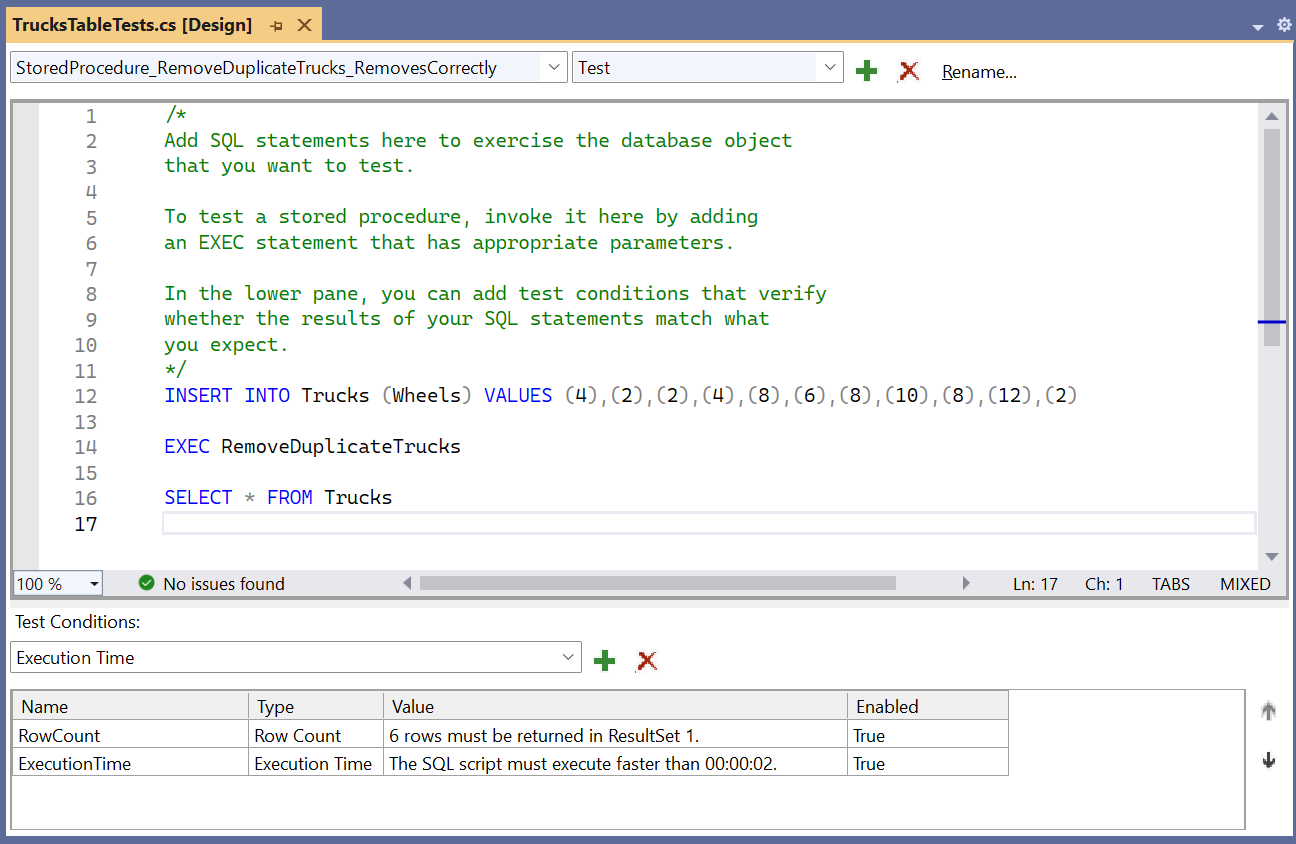 TrucksTableTests.cs [Design]
StoredProcedure_RemoveDuplicateTrucks_RemovesCorrectly Test Rename...
1 /*
2 Add SQL statements here to exercise the database object
3 that you want to test.
4
5 To test a stored procedure, invoke it here by adding
6 an EXEC statement that has appropriate parameters.
7
8 In the lower pane, you can add test conditions that verify
9 whether the results of your SQL statements match what
10 you expect.
11 */
12 INSERT INTO Trucks (Wheels) VALUES (4),(2),(2),(4),(8),(6),(8),(10),(8),(12),(2)
13
14 EXEC RemoveDuplicateTrucks
15
16 SELECT * FROM Trucks
17
100 % No issues found Ln: 17 Ch: 1 TABS MIXED
Test Conditions:
Execution Time
Name Type Value Enabled
RowCount Row Count 6 rows must be returned in ResultSet 1. True
ExecutionTime Execution Time The SQL script must execute faster than 00:00:02. True